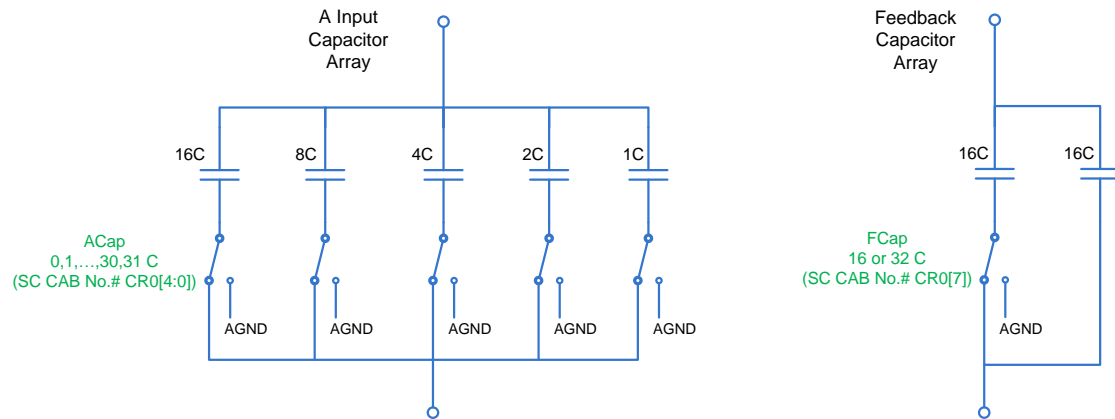 A Input
Capacitor
Array
16C
8C
4C
2C
1C
ACap
0,1,…,30,31 C
(SC CAB No.# CR0[4:0])
AGND
AGND
AGND
AGND
AGND
Feedback
Capacitor
Array
16C
16C
FCap
16 or 32 C
(SC CAB No.# CR0[7])
AGND